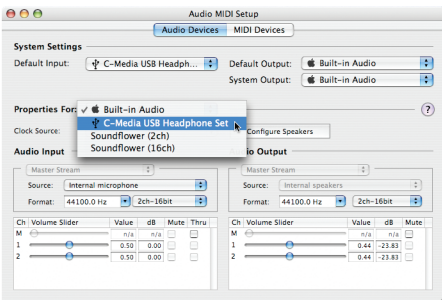 Audio MIDI Setup
Audio Devices MIDI Devices
System Settings
Default Input: C-Media USB Headph... Default Output: Built-in Audio
System Output: Built-in Audio
Properties For: ✓ Built-in Audio ?
C-Media USB Headphone Set
Clock Source: Soundflower (2ch) Configure Speakers
Soundflower (16ch)
Audio Input Audio Output
Master Stream Master Stream
Source: Internal microphone Source: Internal speakers
Format: 44100.0 Hz 2ch-16bit Format: 44100.0 Hz 2ch-16bit
Ch Volume Slider Value dB Mute Thru Ch Volume Slider Value dB Mute
M n/a n/a M n/a n/a
1 0.50 0.00 1 0.44 -23.83
2 0.50 0.00 2 0.44 -23.83